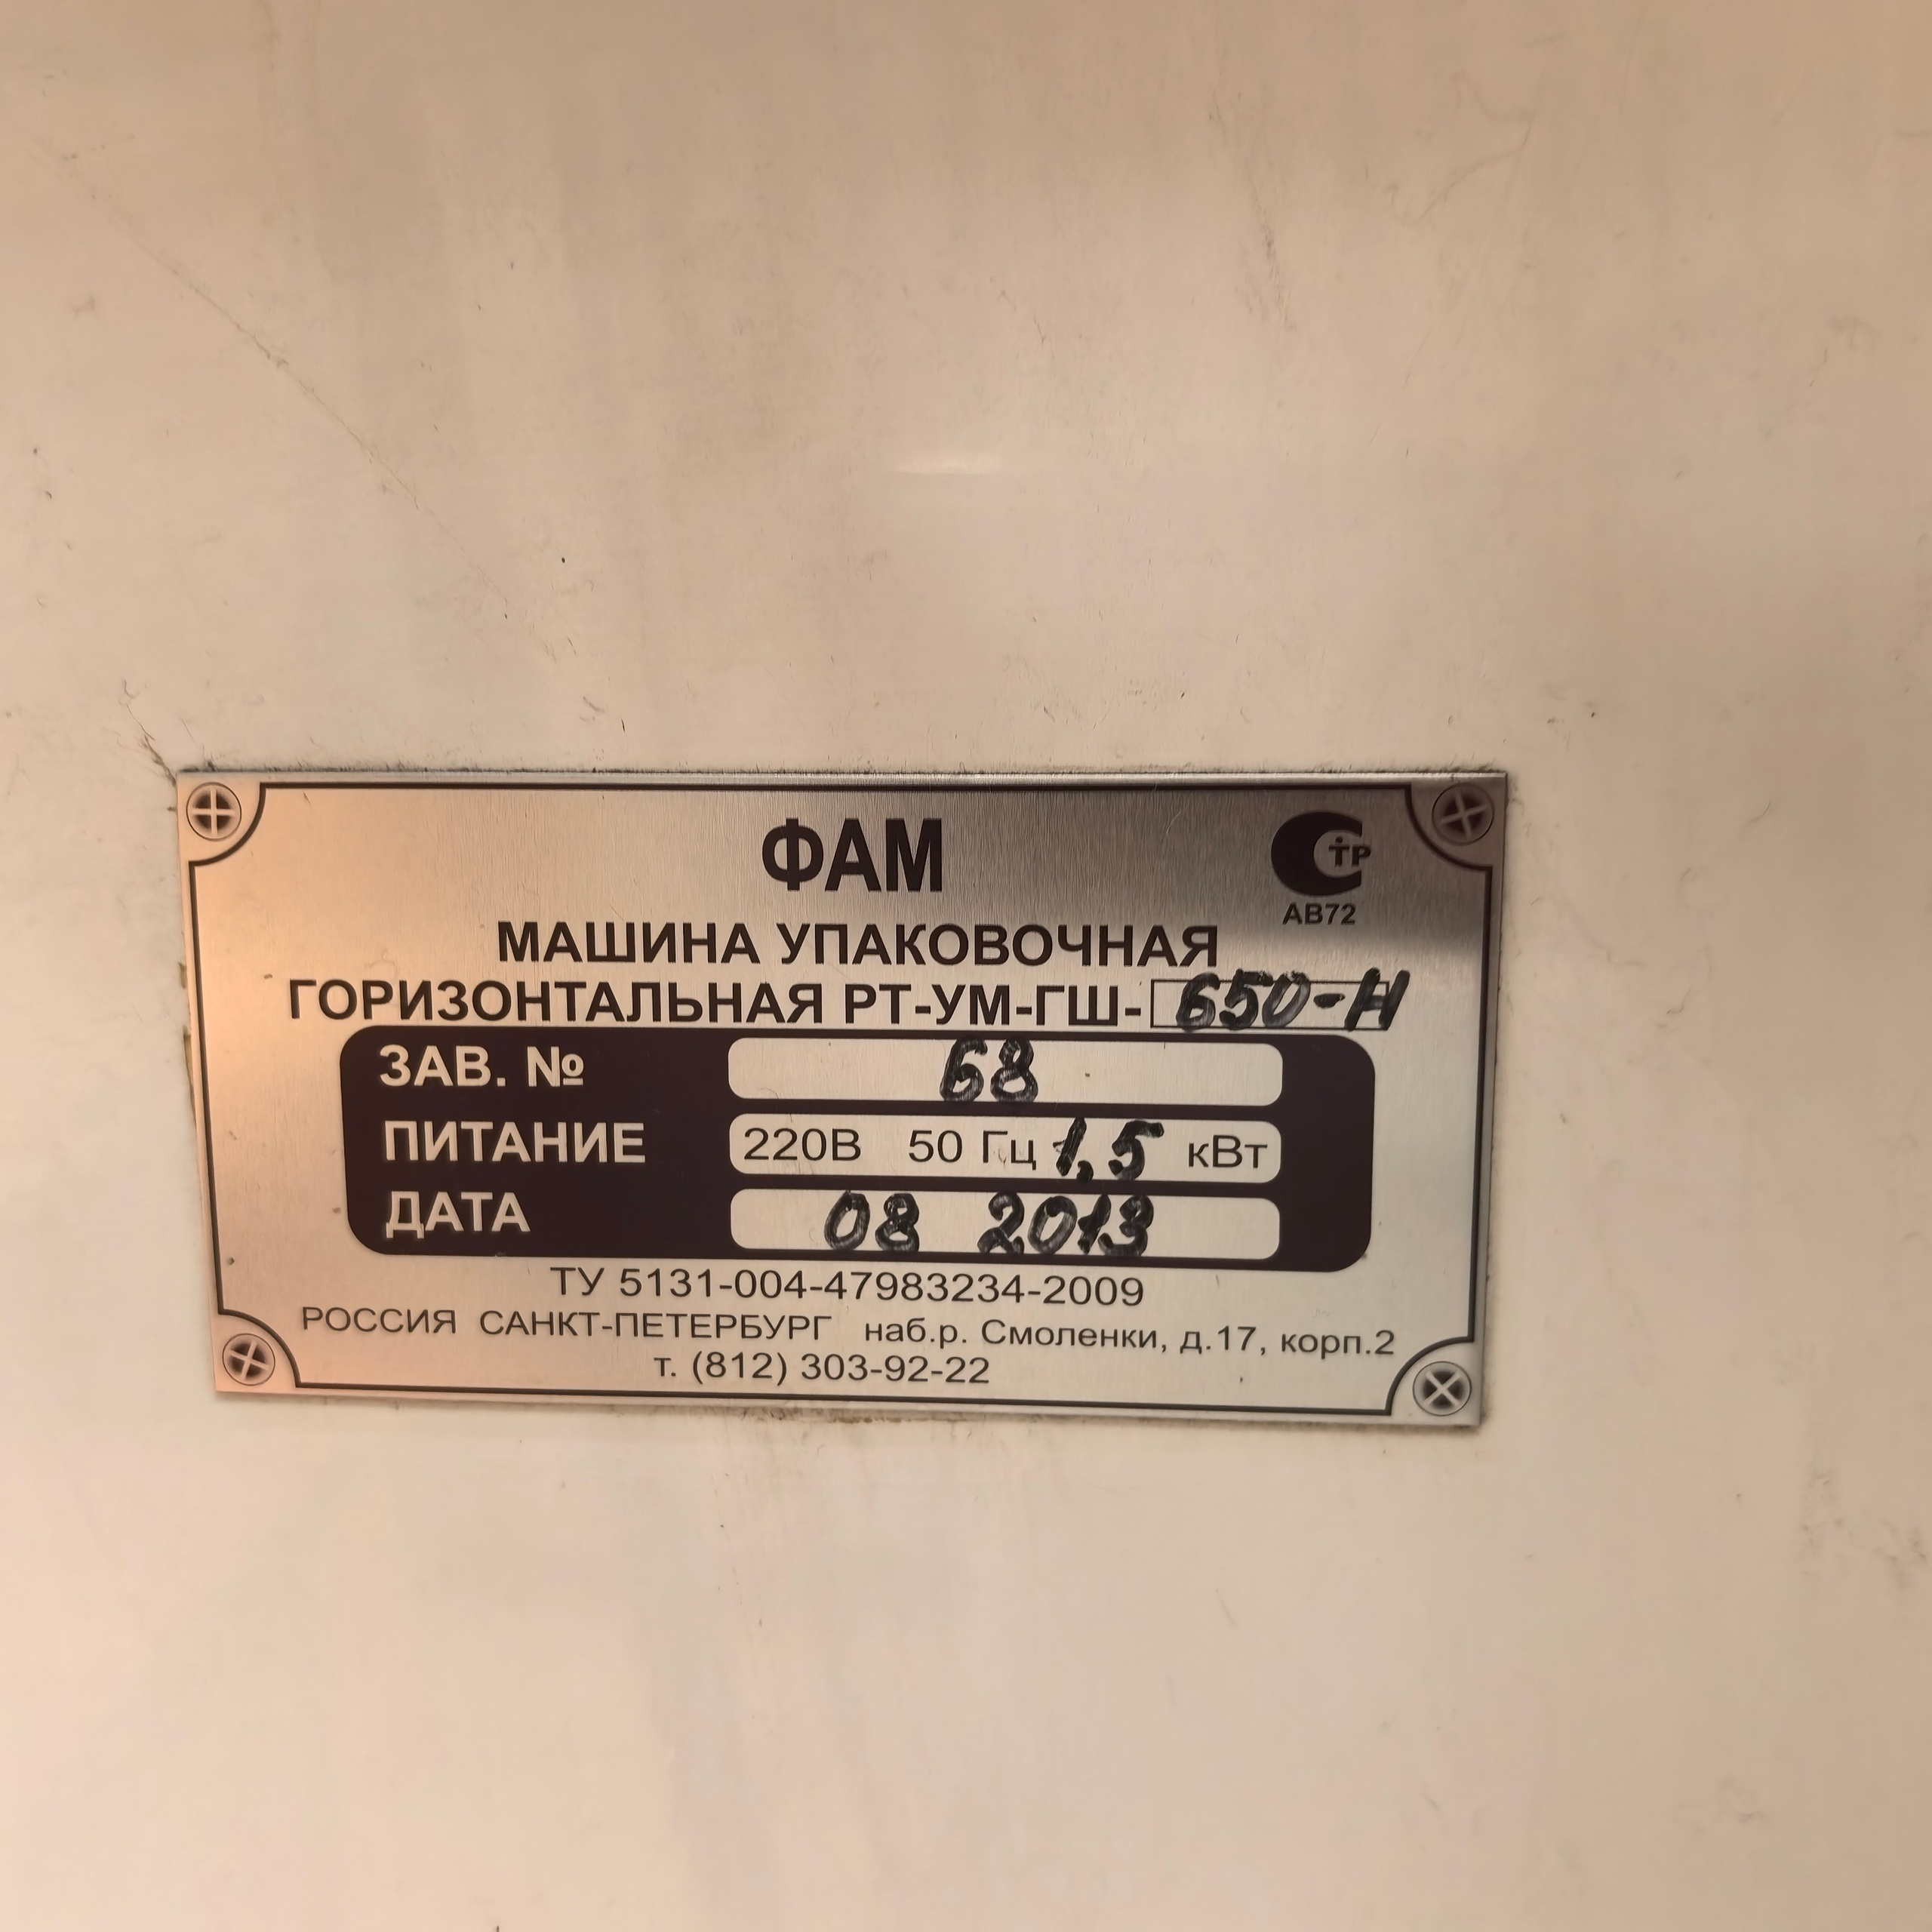 ФАМ
СТР
АВ72
МАШИНА УПАКОВОЧНАЯ
ГОРИЗОНТАЛЬНАЯ РТ-УМ-ГШ-650-Н
ЗАВ. № 68
ПИТАНИЕ 220В 50 Гц 1,5 кВт
ДАТА 08 2013
ТУ 5131-004-47983234-2009
РОССИЯ САНКТ-ПЕТЕРБУРГ наб.р. Смоленки, д.17, корп.2
т. (812) 303-92-22